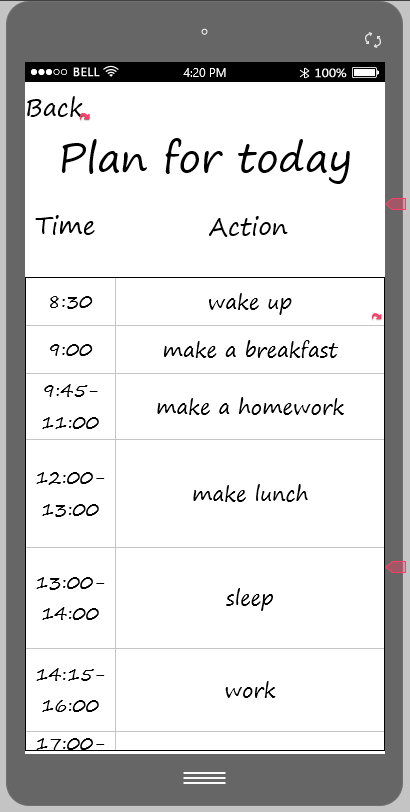 BELL 4:20 PM 100%
Back
Plan for today
Time Action
8:30 wake up
9:00 make a breakfast
9:45-
11:00 make a homework
12:00-
13:00 make lunch
13:00-
14:00 sleep
14:15-
16:00 work
17:00-